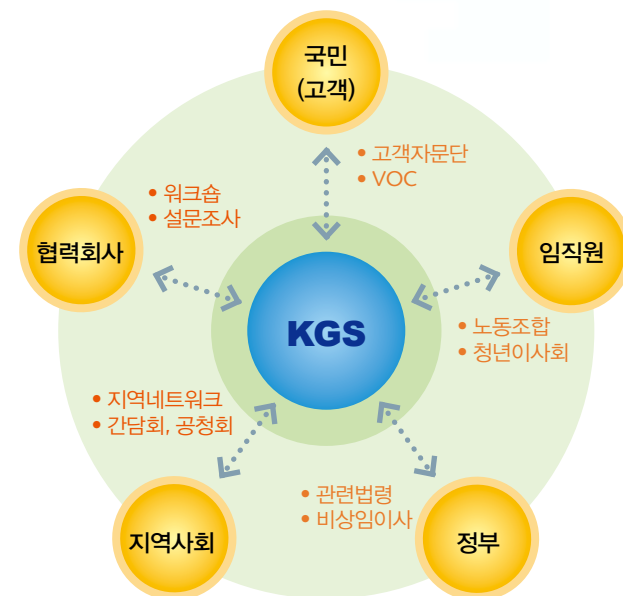 국민
(고객)
• 고객자문단
• VOC
• 워크숍
• 설문조사
협력회사
임직원
KGS
• 노동조합
• 청년이사회
• 지역네트워크
• 간담회, 공청회
• 관련법령
• 비상임이사
지역사회
정부